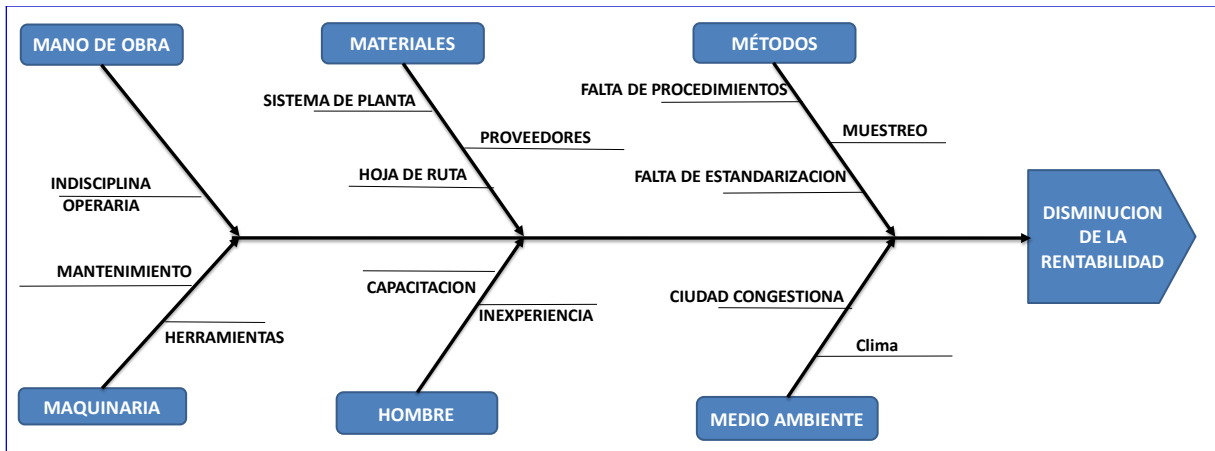 MANO DE OBRA
MATERIALES
MÉTODOS
SISTEMA DE PLANTA
FALTA DE PROCEDIMIENTOS
PROVEEDORES
MUESTREO
HOJA DE RUTA
FALTA DE ESTANDARIZACION
INDISCIPLINA
OPERARIA
DISMINUCION
DE LA
RENTABILIDAD
MANTENIMIENTO
CAPACITACION
CIUDAD CONGESTIONA
HERRAMIENTAS
INEXPERIENCIA
Clima
MAQUINARIA
HOMBRE
MEDIO AMBIENTE